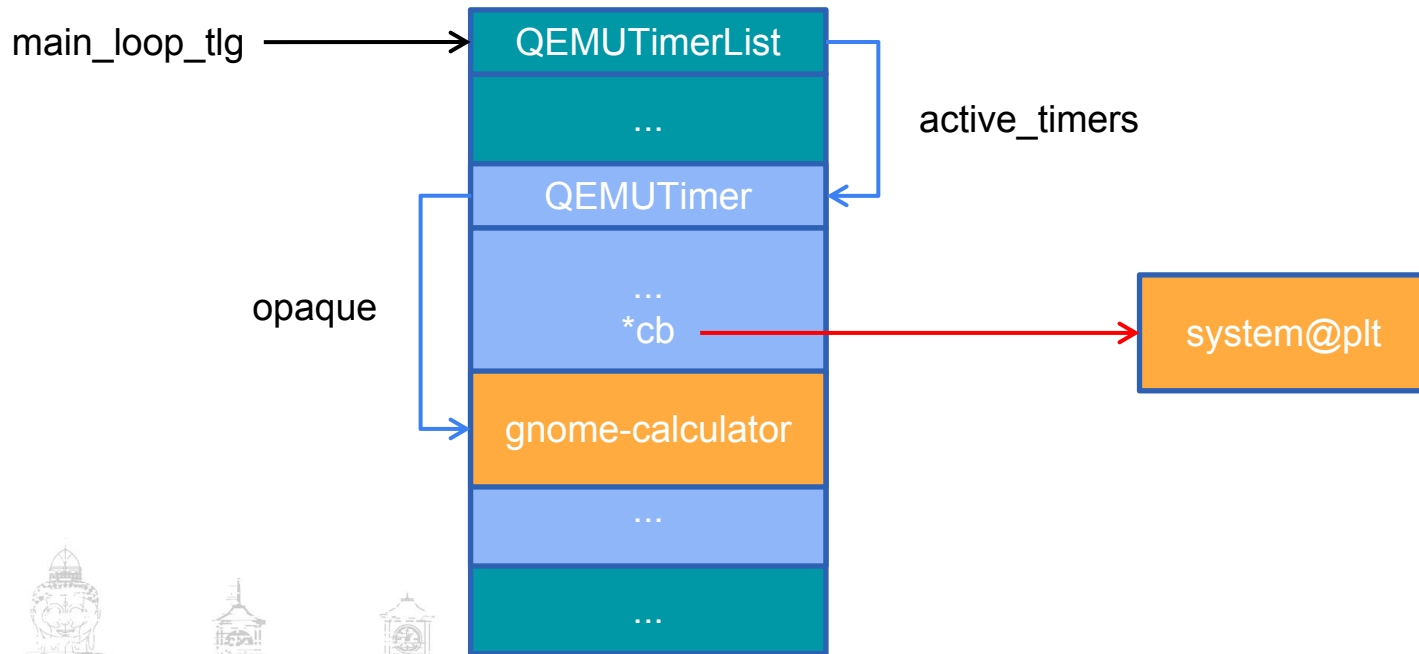 main_loop_tlg
QEMUTimerList
...
active_timers
QEMUTimer
opaque
...
*cb
system@plt
gnome-calculator
...
...